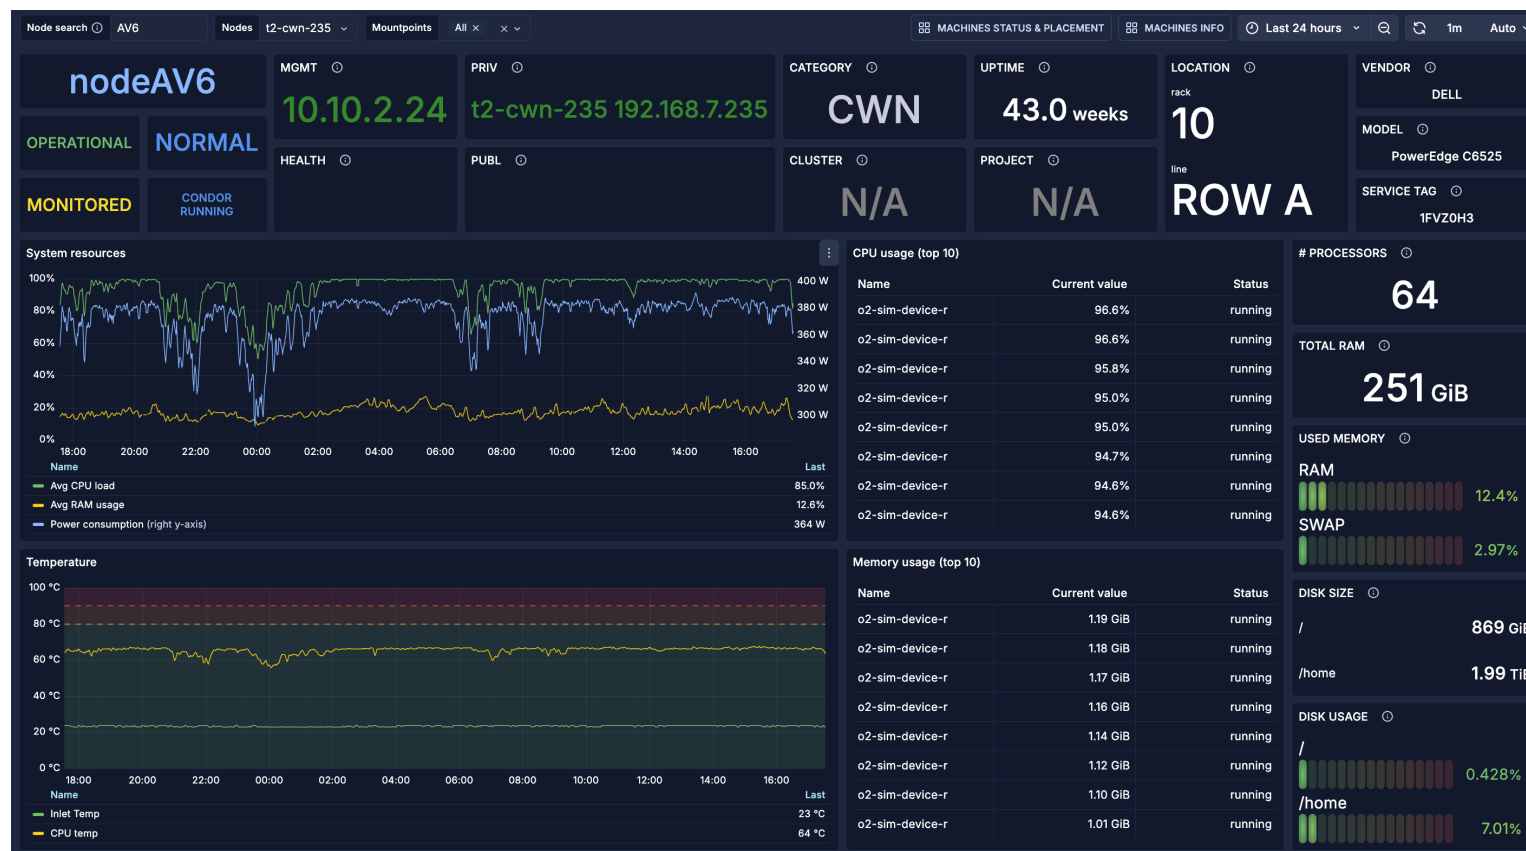 Node search AV6 Nodes t2-cwn-235 Mountpoints All × × MACHINES STATUS & PLACEMENT MACHINES INFO Last 24 hours 1m Auto
nodeAV6
OPERATIONAL NORMAL
MONITORED CONDOR
RUNNING
MGMT
10.10.2.24
HEALTH
PRIV
t2-cwn-235 192.168.7.235
PUBL
CATEGORY
CWN
CLUSTER
N/A
UPTIME
43.0 weeks
PROJECT
N/A
LOCATION
rack
10
line
ROW A
VENDOR
DELL
MODEL
PowerEdge C6525
SERVICE TAG
1FVZ0H3
System resources
100% 400 W
80% 380 W
60% 360 W
340 W
40% 320 W
20% 300 W
0%
18:00 20:00 22:00 00:00 02:00 04:00 06:00 08:00 10:00 12:00 14:00 16:00
Name Last
Avg CPU load 85.0%
Avg RAM usage 12.6%
Power consumption (right y-axis) 364 W
CPU usage (top 10)
Name Current value Status
o2-sim-device-r 96.6% running
o2-sim-device-r 96.6% running
o2-sim-device-r 95.8% running
o2-sim-device-r 95.0% running
o2-sim-device-r 95.0% running
o2-sim-device-r 94.7% running
o2-sim-device-r 94.6% running
o2-sim-device-r 94.6% running
# PROCESSORS
64
TOTAL RAM
251 GiB
USED MEMORY
RAM
12.4%
SWAP
2.97%
Temperature
100 °C
80 °C
60 °C
40 °C
20 °C
0 °C
18:00 20:00 22:00 00:00 02:00 04:00 06:00 08:00 10:00 12:00 14:00 16:00
Name Last
Inlet Temp 23 °C
CPU temp 64 °C
Memory usage (top 10)
Name Current value Status
o2-sim-device-r 1.19 GiB running
o2-sim-device-r 1.18 GiB running
o2-sim-device-r 1.17 GiB running
o2-sim-device-r 1.16 GiB running
o2-sim-device-r 1.14 GiB running
o2-sim-device-r 1.12 GiB running
o2-sim-device-r 1.10 GiB running
o2-sim-device-r 1.01 GiB running
DISK SIZE
/ 869 GiB
/home 1.99 TiB
DISK USAGE
/
0.428%
/home
7.01%